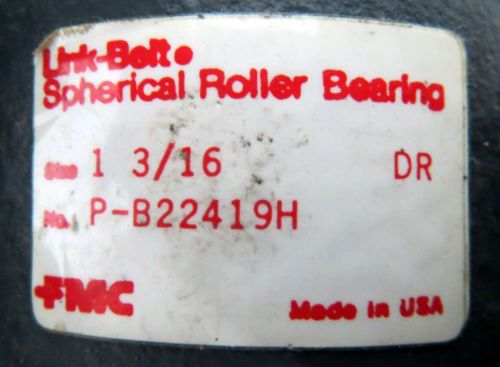 Link-Belt®
Spherical Roller Bearing
Size 1 3/16 DR
No. P-B22419H
FMC
Made in USA